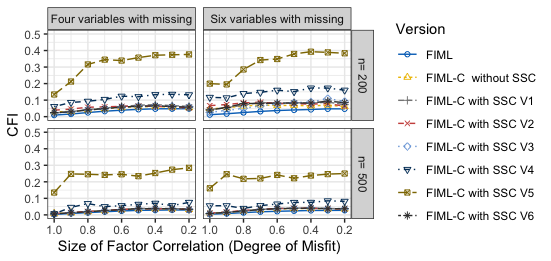 Four variables with missing
Six variables with missing
0.5
0.4
0.3
0.2
0.1
0.0
n= 200
0.5
0.4
0.3
0.2
0.1
0.0
n= 500
CFI
1.0 0.8 0.6 0.4 0.2
1.0 0.8 0.6 0.4 0.2
Size of Factor Correlation (Degree of Misfit)
Version
FIML
FIML-C without SSC
FIML-C with SSC V1
FIML-C with SSC V2
FIML-C with SSC V3
FIML-C with SSC V4
FIML-C with SSC V5
FIML-C with SSC V6